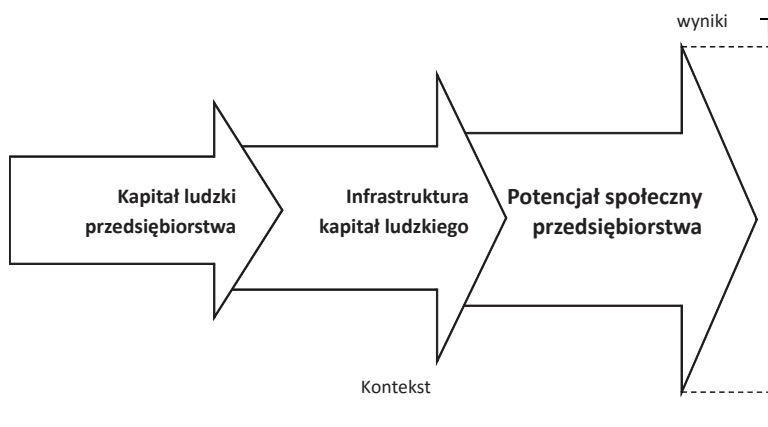 wyniki
Kapitał ludzki
przedsiębiorstwa
Infrastruktura
kapitał ludzkiego
Potencjał społeczny
przedsiębiorstwa
Kontekst